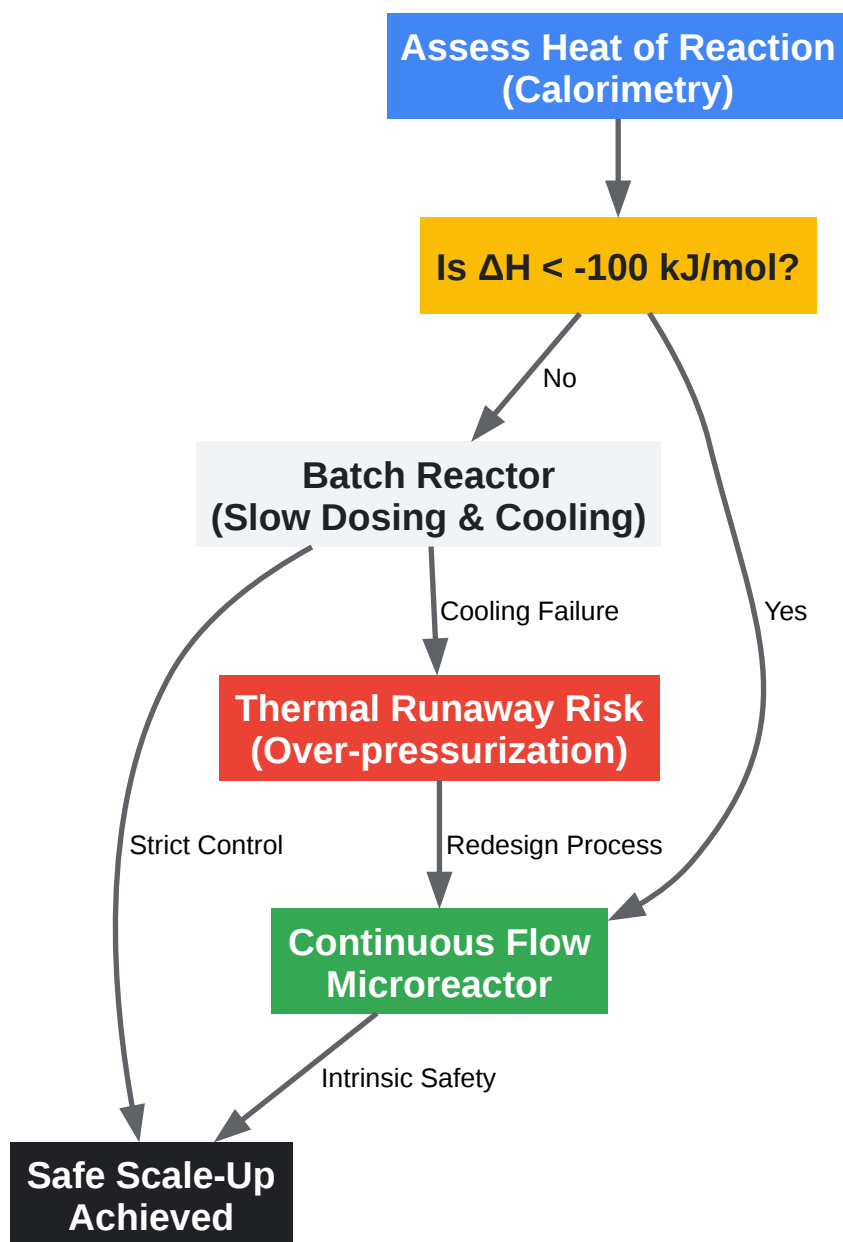 Assess Heat of Reaction
(Calorimetry)
Is ΔH < -100 kJ/mol?
No
Batch Reactor
(Slow Dosing & Cooling)
Cooling Failure
Yes
Thermal Runaway Risk
(Over-pressurization)
Strict Control
Redesign Process
Continuous Flow
Microreactor
Intrinsic Safety
Safe Scale-Up
Achieved